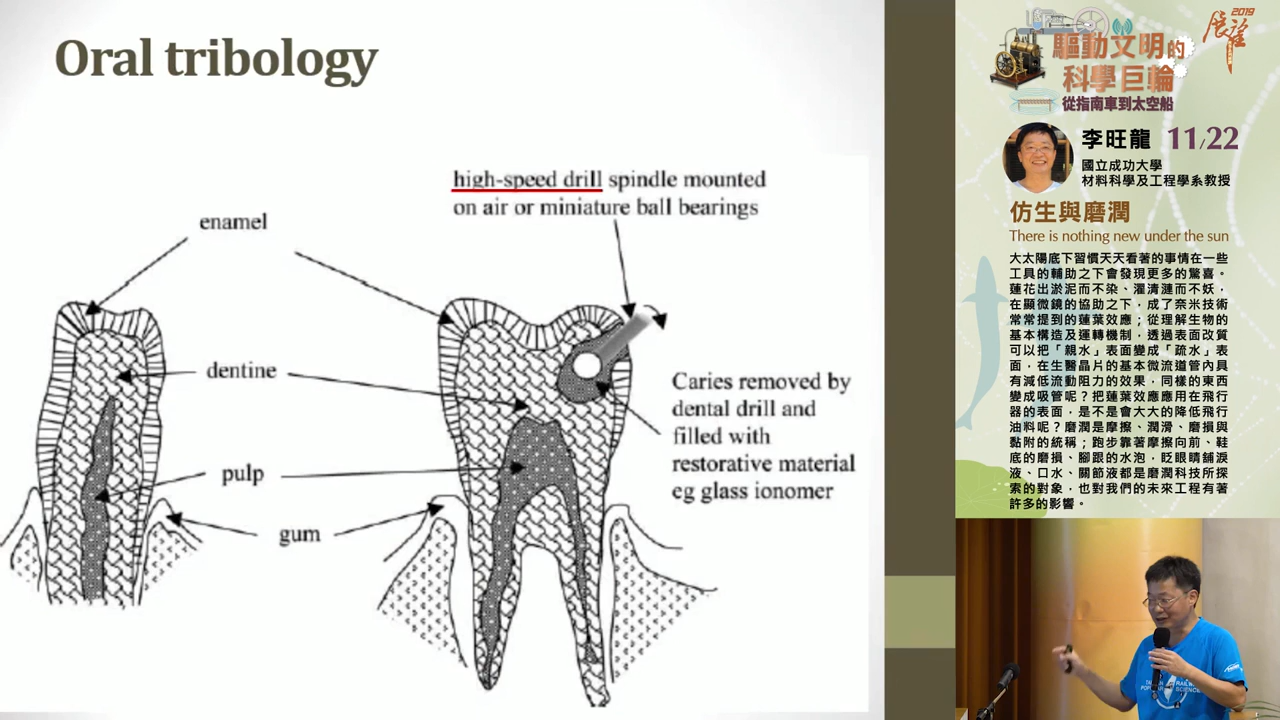 Oral tribology
high-speed drill spindle mounted
on air or miniature ball bearings
enamel
dentine
pulp
gum
Caries removed by
dental drill and
filled with
restorative material
eg glass ionomer
2019
展望
驅動文明的
科學巨輪
從指南車到太空船
李旺龍 11/22
國立成功大學
材料科學及工程學系教授
仿生與磨潤
There is nothing new under the sun
大太陽底下習慣天天看著的事情在一些
工具的輔助之下會發現更多的驚喜。
蓮花出淤泥而不染、濯清漣而不妖,
在顯微鏡的協助之下,成了奈米技術
常常提到的蓮葉效應;從理解生物的
基本構造及運轉機制,透過表面改質
可以把「親水」表面變成「疏水」表
面,在生醫晶片的基本微流道管內具
有減低流動阻力的效果,同樣的東西
變成吸管呢?把蓮葉效應應用在飛行
器的表面,是不是會大大的降低飛行
油料呢?磨潤是摩擦、潤滑、磨損與
黏附的統稱;跑步靠著摩擦向前、鞋
底的磨損、腳跟的水泡,眨眼睛舖淚
液、口水、關節液都是磨潤科技所探
索的對象,也對我們的未來工程有著
許多的影響。